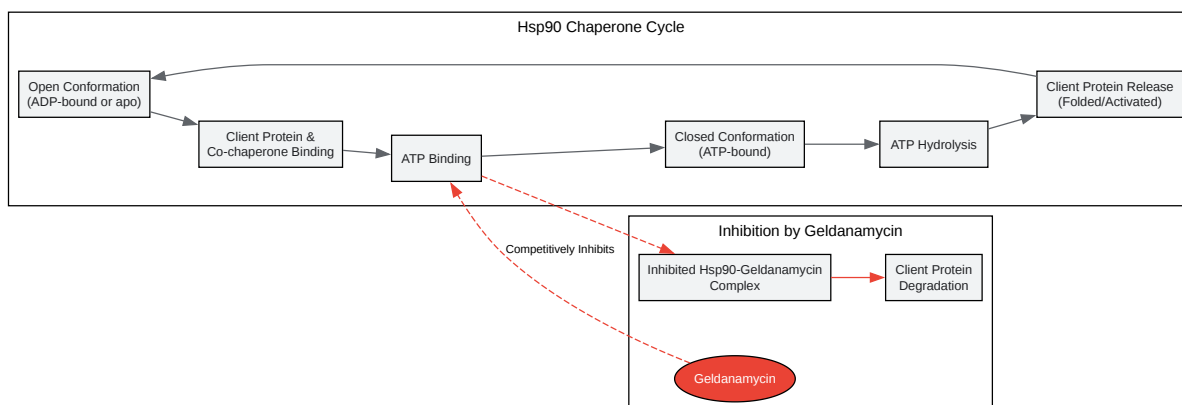 Hsp90 Chaperone Cycle
Open Conformation
(ADP-bound or apo)
Client Protein &
Co-chaperone Binding
ATP Binding
Closed Conformation
(ATP-bound)
ATP Hydrolysis
Client Protein Release
(Folded/Activated)
Competitively Inhibits
Inhibition by Geldanamycin
Inhibited Hsp90-Geldanamycin
Complex
Client Protein
Degradation
Geldanamycin